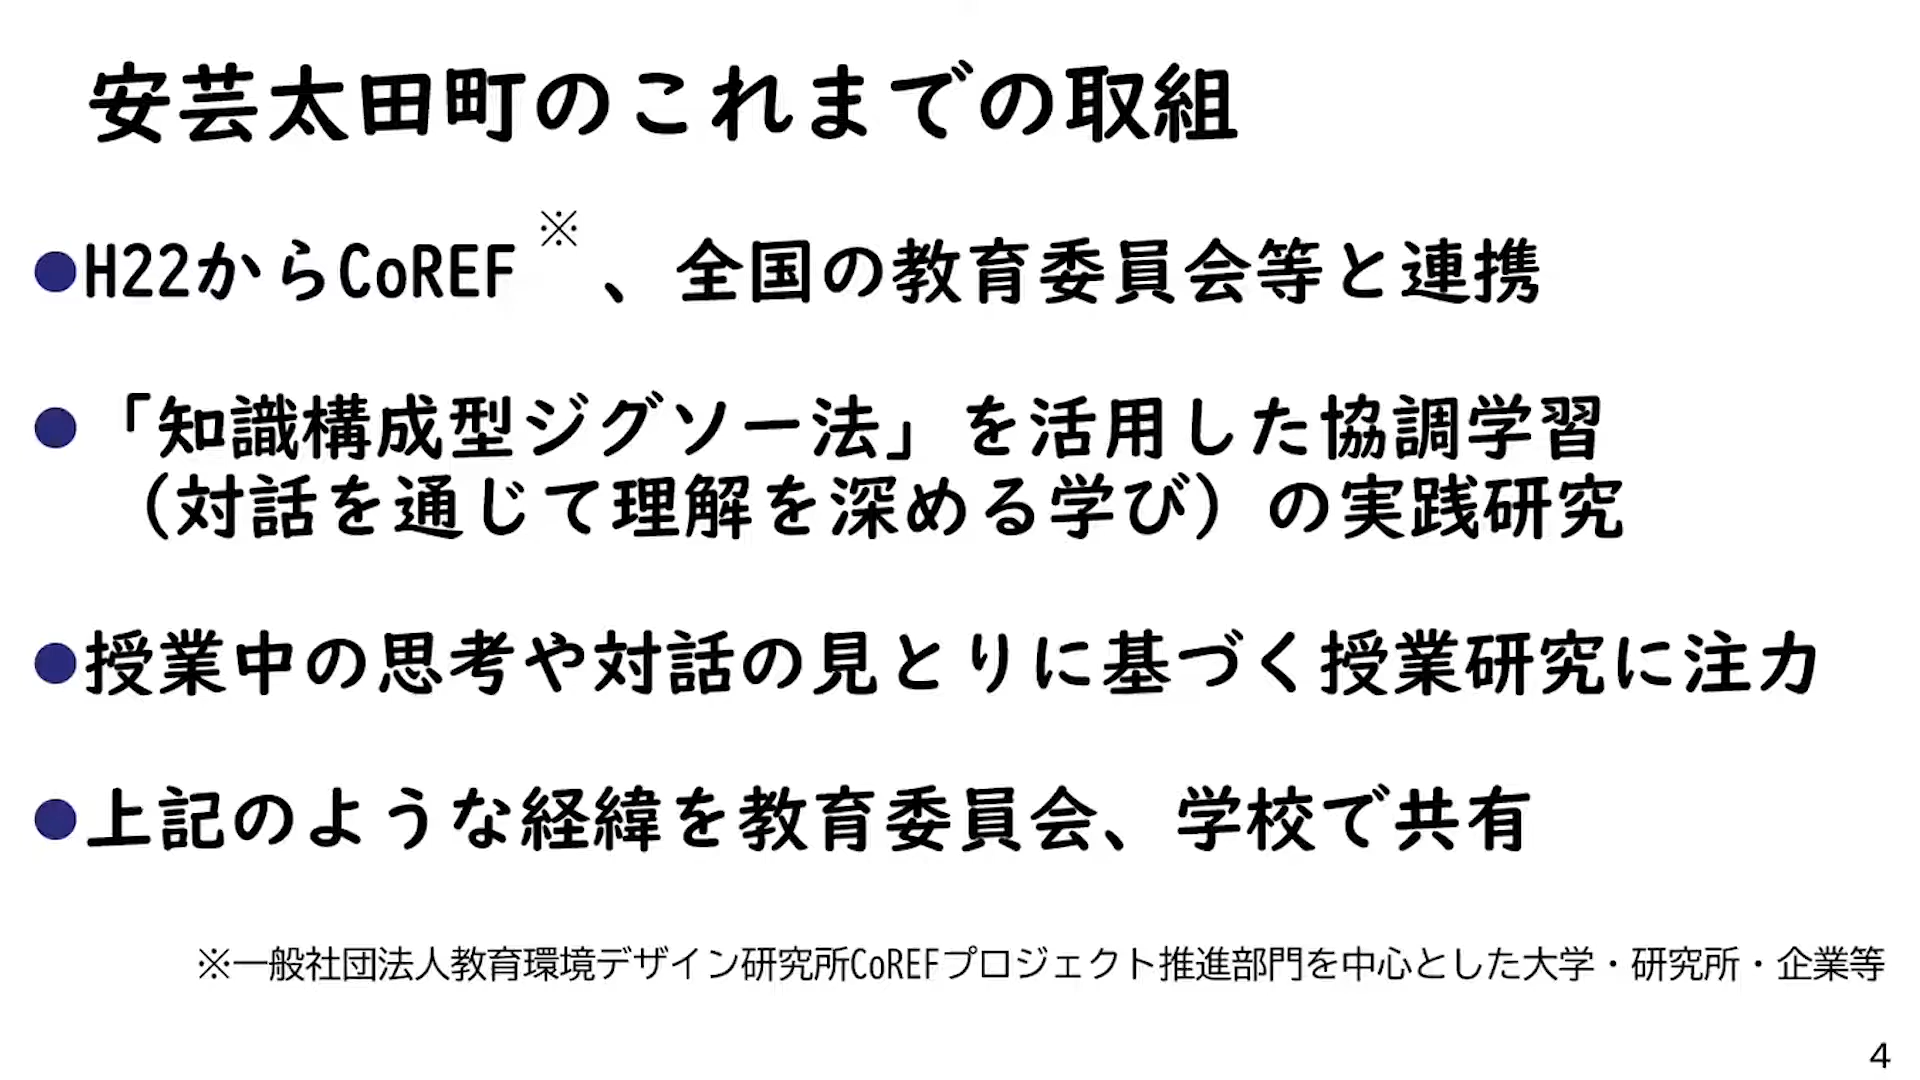 安芸太田町のこれまでの取組
●H22からCoREF※、全国の教育委員会等と連携
●「知識構成型ジグソー法」を活用した協調学習
（対話を通じて理解を深める学び）の実践研究
●授業中の思考や対話の見とりに基づく授業研究に注力
●上記のような経緯を教育委員会、学校で共有
※一般社団法人教育環境デザイン研究所CoREFプロジェクト推進部門を中心とした大学・研究所・企業等
4